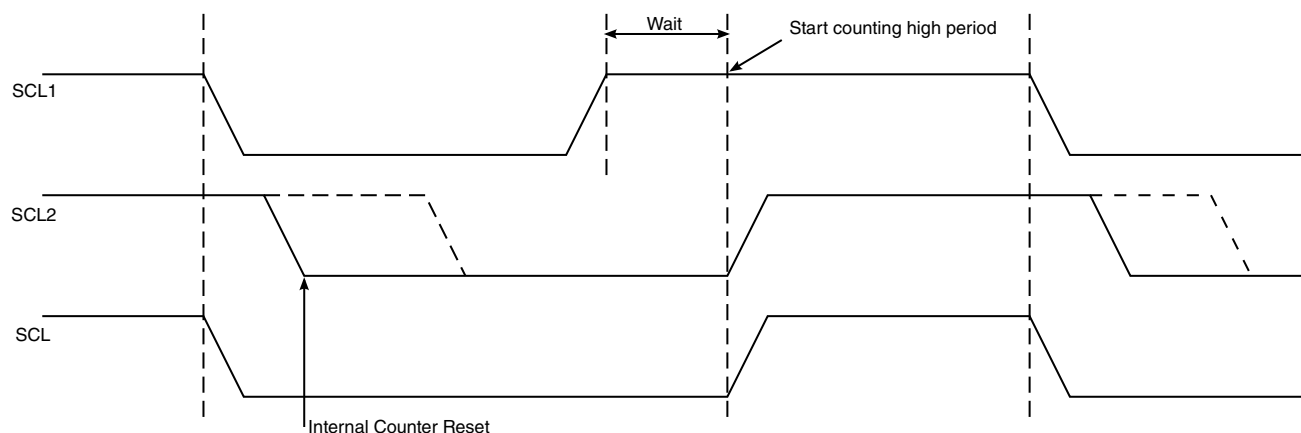 Wait
Start counting high period
SCL1
SCL2
SCL
Internal Counter Reset